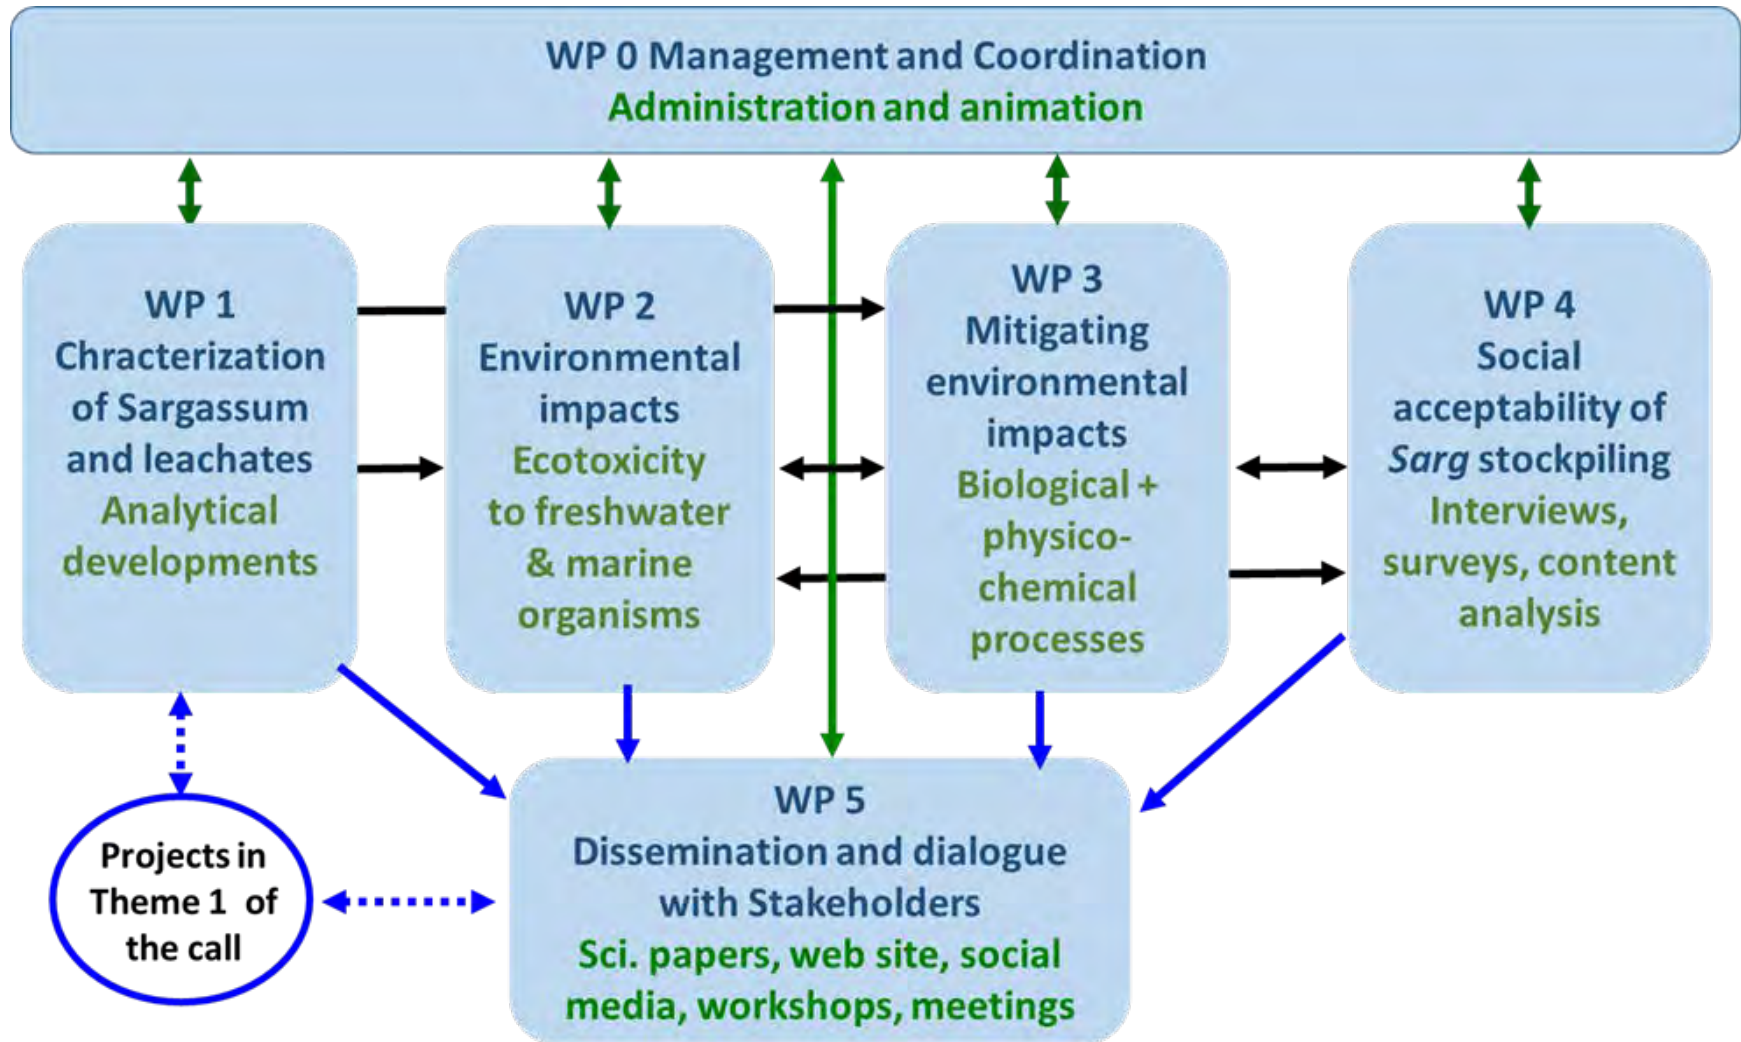 WP 0 Management and Coordination
Administration and animation
WP 1
Chracterization
of Sargassum
and leachates
Analytical
developments
WP 2
Environmental
impacts
Ecotoxicity
to freshwater
& marine
organisms
WP 3
Mitigating
environmental
impacts
Biological +
physico-
chemical
processes
WP 4
Social
acceptability of
Sarg stockpiling
Interviews,
surveys, content
analysis
Projects in
Theme 1 of
the call
WP 5
Dissemination and dialogue
with Stakeholders
Sci. papers, web site, social
media, workshops, meetings